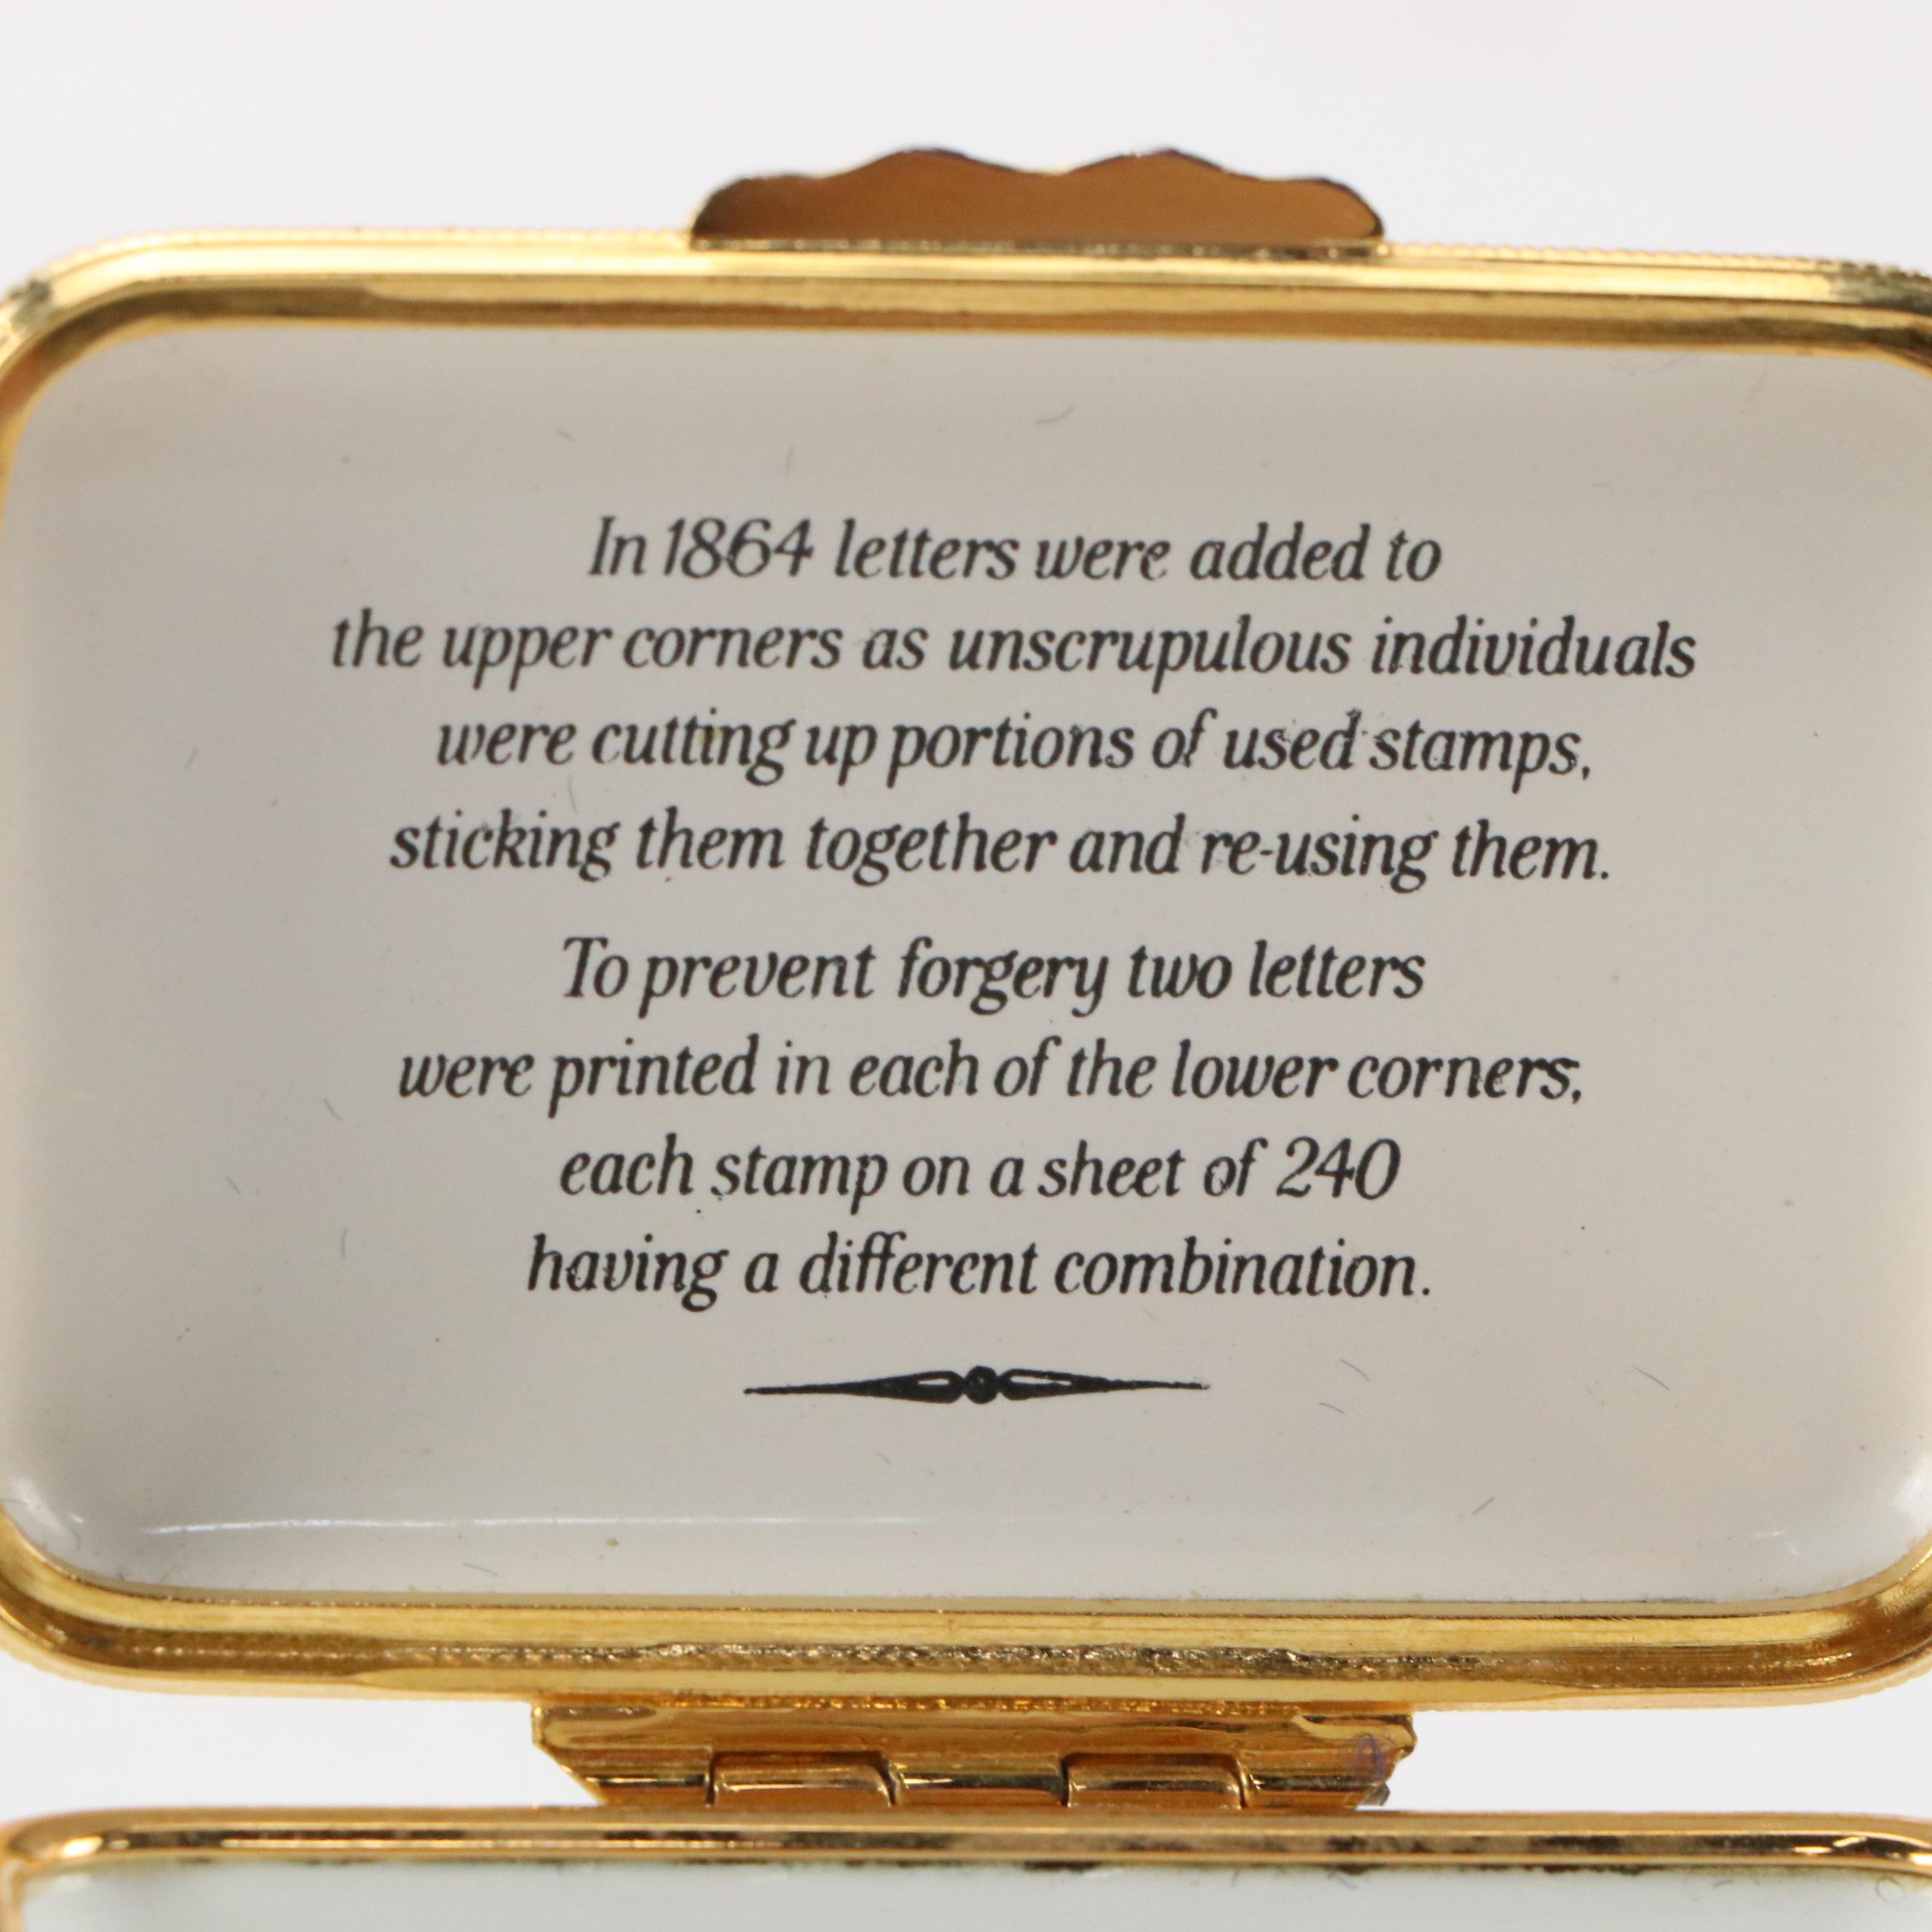 In 1864 letters were added to
the upper corners as unscrupulous individuals
were cutting up portions of used stamps,
sticking them together and re-using them.
To prevent forgery two letters
were printed in each of the lower corners,
each stamp on a sheet of 240
having a different combination.